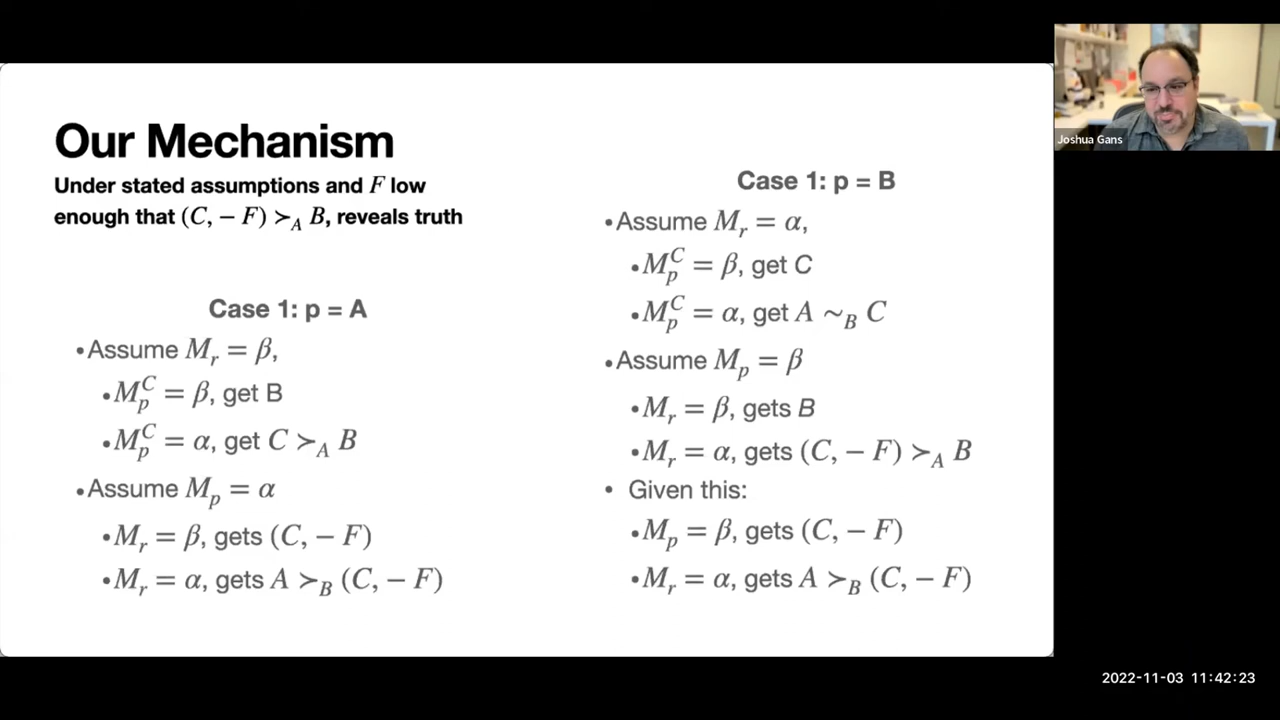 Our Mechanism
Under stated assumptions and F low
enough that (C, − F) ≻_A B, reveals truth
Case 1: p = A
•Assume M_r = β,
•M_p^C = β, get B
•M_p^C = α, get C ≻_A B
•Assume M_p = α
•M_r = β, gets (C, − F)
•M_r = α, gets A ≻_B (C, − F)
Case 1: p = B
•Assume M_r = α,
•M_p^C = β, get C
•M_p^C = α, get A ∼_B C
•Assume M_p = β
•M_r = β, gets B
•M_r = α, gets (C, − F) ≻_A B
• Given this:
•M_p = β, gets (C, − F)
•M_r = α, gets A ≻_B (C, − F)
Joshua Gans
2022-11-03 11:42:23